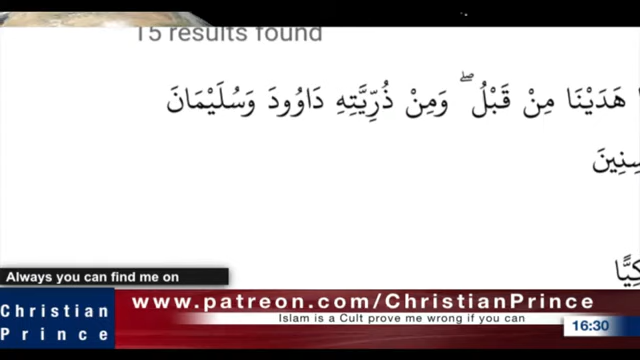 15 results found
هَدَيْنَا مِنْ قَبْلُ ۖ وَمِنْ ذُرِّيَّتِهِ دَاوُودَ وَسُلَيْمَانَ
Always you can find me on
www.patreon.com/ChristianPrince
Christian
Prince
Islam is a Cult prove me wrong if you can
16:30